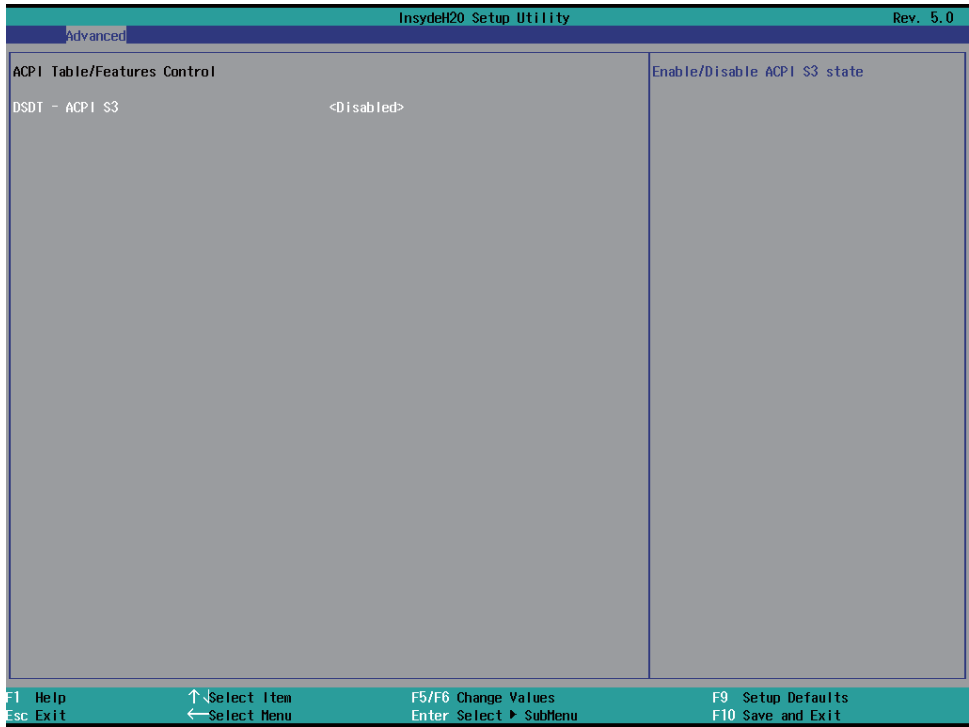 InsydeH20 Setup Utility Rev. 5.0
Advanced
ACPI Table/Features Control Enable/Disable ACPI S3 state
DSDT - ACPI S3 <Disabled>
F1 Help ↑↓Select Item F5/F6 Change Values F9 Setup Defaults
Esc Exit ←Select Menu Enter Select ▶ SubMenu F10 Save and Exit